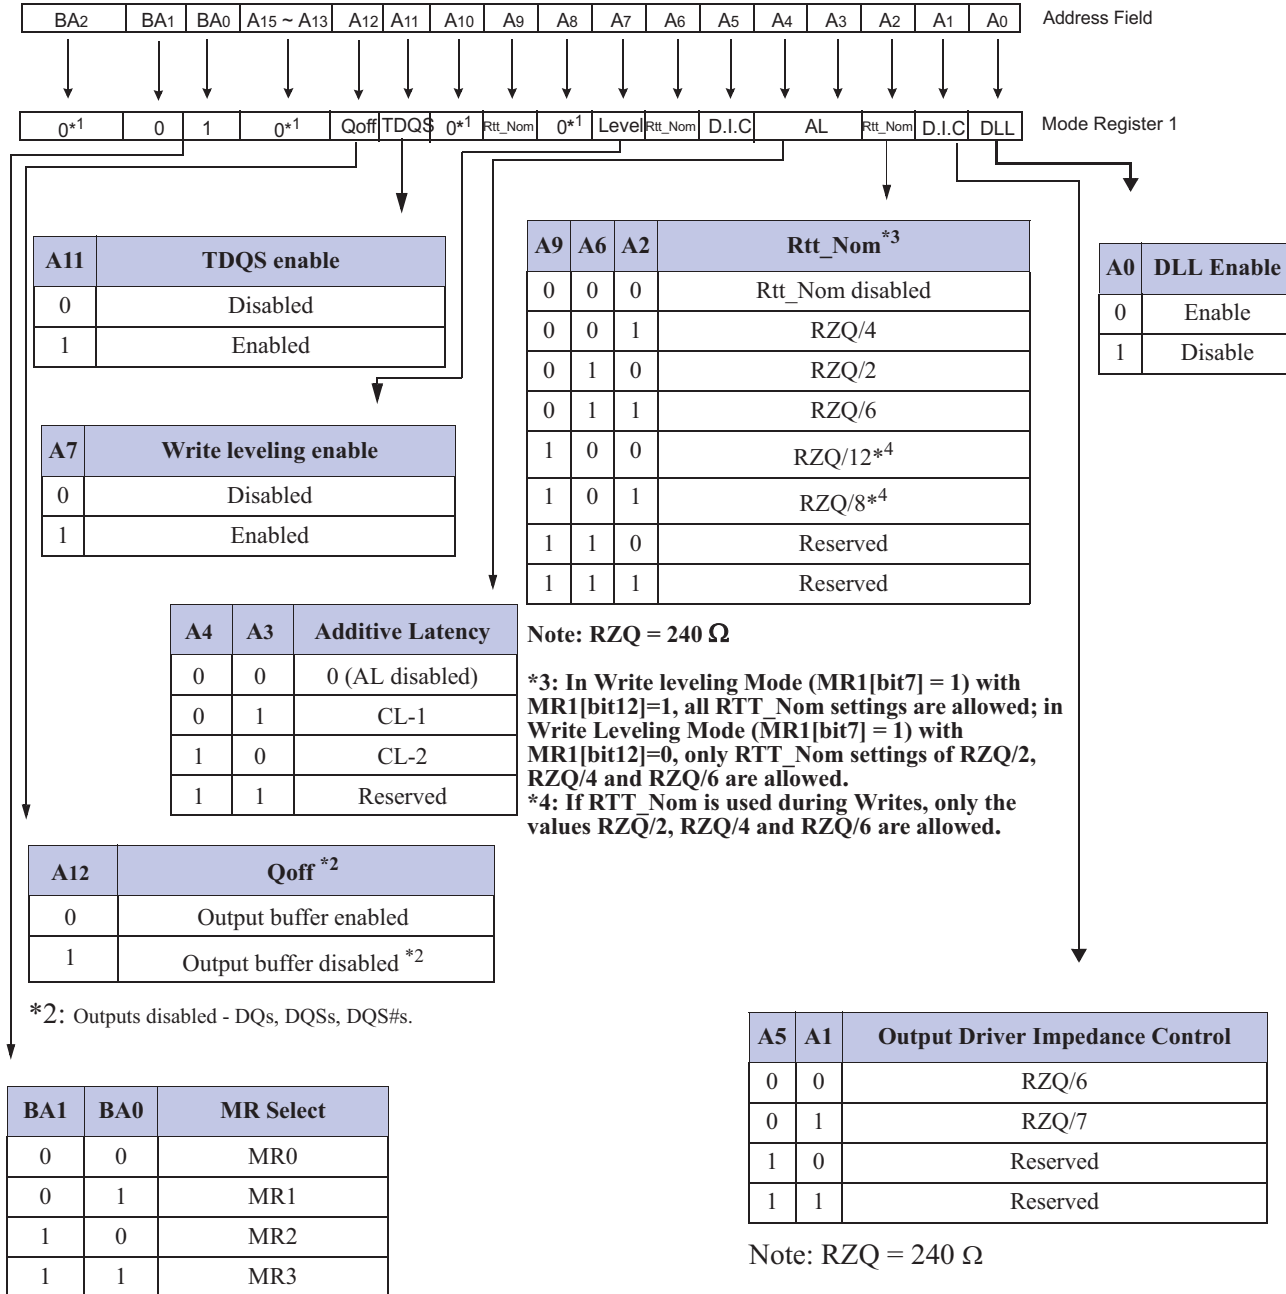 BA2 BA1 BA0 A15 ~ A13 A12 A11 A10 A9 A8 A7 A6 A5 A4 A3 A2 A1 A0 Address Field
0*1 0 1 0*1 Qoff TDQS 0*1 Rtt_Nom 0*1 Level Rtt_Nom D.I.C AL Rtt_Nom D.I.C DLL Mode Register 1
A11 TDQS enable
0 Disabled
1 Enabled
A7 Write leveling enable
0 Disabled
1 Enabled
A9 A6 A2 Rtt_Nom*3
0 0 0 Rtt_Nom disabled
0 0 1 RZQ/4
0 1 0 RZQ/2
0 1 1 RZQ/6
1 0 0 RZQ/12*4
1 0 1 RZQ/8*4
1 1 0 Reserved
1 1 1 Reserved
A0 DLL Enable
0 Enable
1 Disable
A4 A3 Additive Latency
0 0 0 (AL disabled)
0 1 CL-1
1 0 CL-2
1 1 Reserved
Note: RZQ = 240 Ω
*3: In Write leveling Mode (MR1[bit7] = 1) with
MR1[bit12]=1, all RTT_Nom settings are allowed; in
Write Leveling Mode (MR1[bit7] = 1) with
MR1[bit12]=0, only RTT_Nom settings of RZQ/2,
RZQ/4 and RZQ/6 are allowed.
*4: If RTT_Nom is used during Writes, only the
values RZQ/2, RZQ/4 and RZQ/6 are allowed.
A12 Qoff *2
0 Output buffer enabled
1 Output buffer disabled *2
*2: Outputs disabled - DQs, DQSs, DQS#s.
BA1 BA0 MR Select
0 0 MR0
0 1 MR1
1 0 MR2
1 1 MR3
A5 A1 Output Driver Impedance Control
0 0 RZQ/6
0 1 RZQ/7
1 0 Reserved
1 1 Reserved
Note: RZQ = 240 Ω